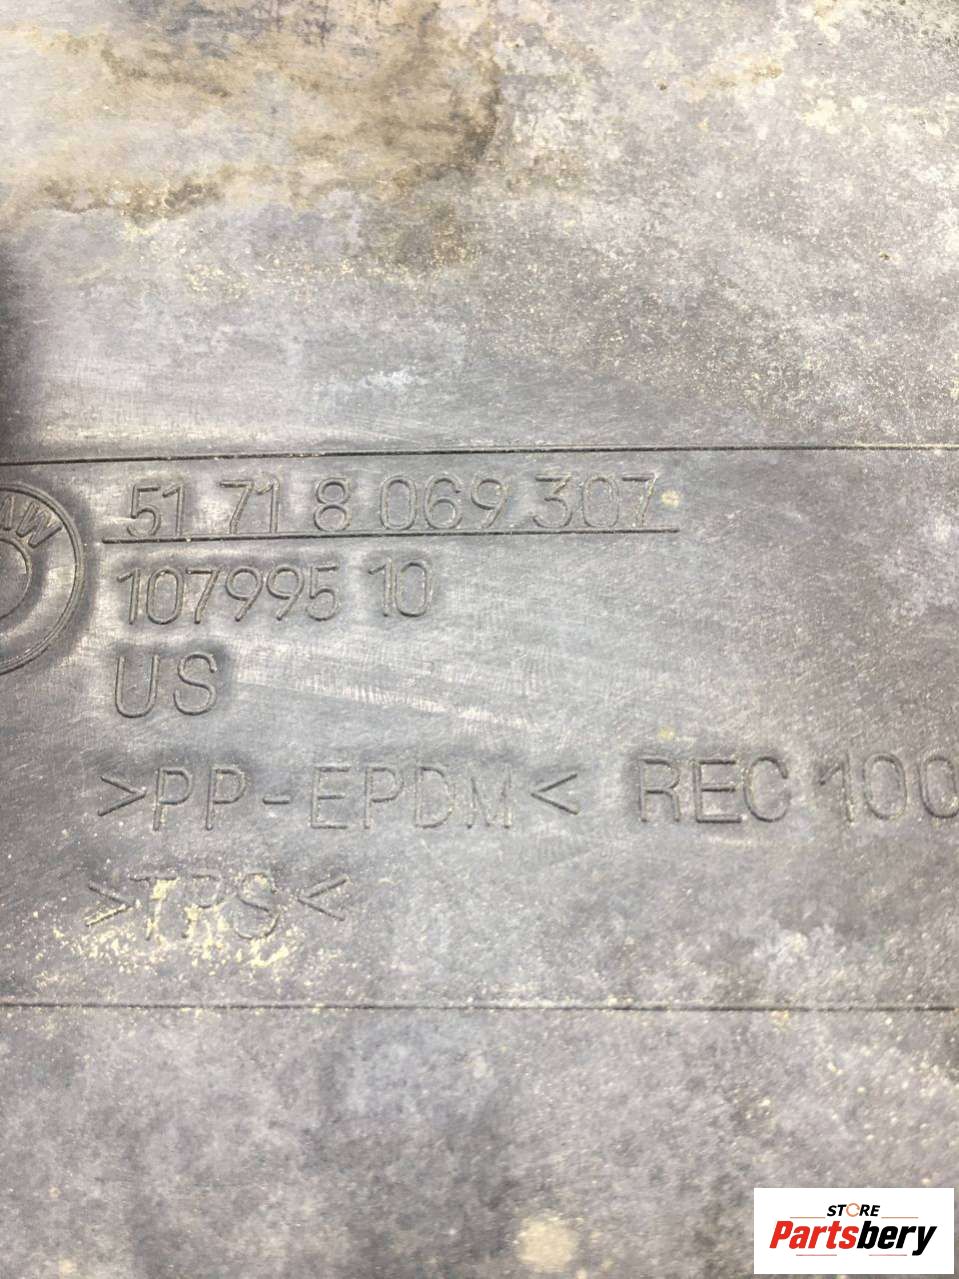 51 71 8 069 307
107995 10
US
>PP-EPDM< REC 100
>TPS<
STORE
Partsbery